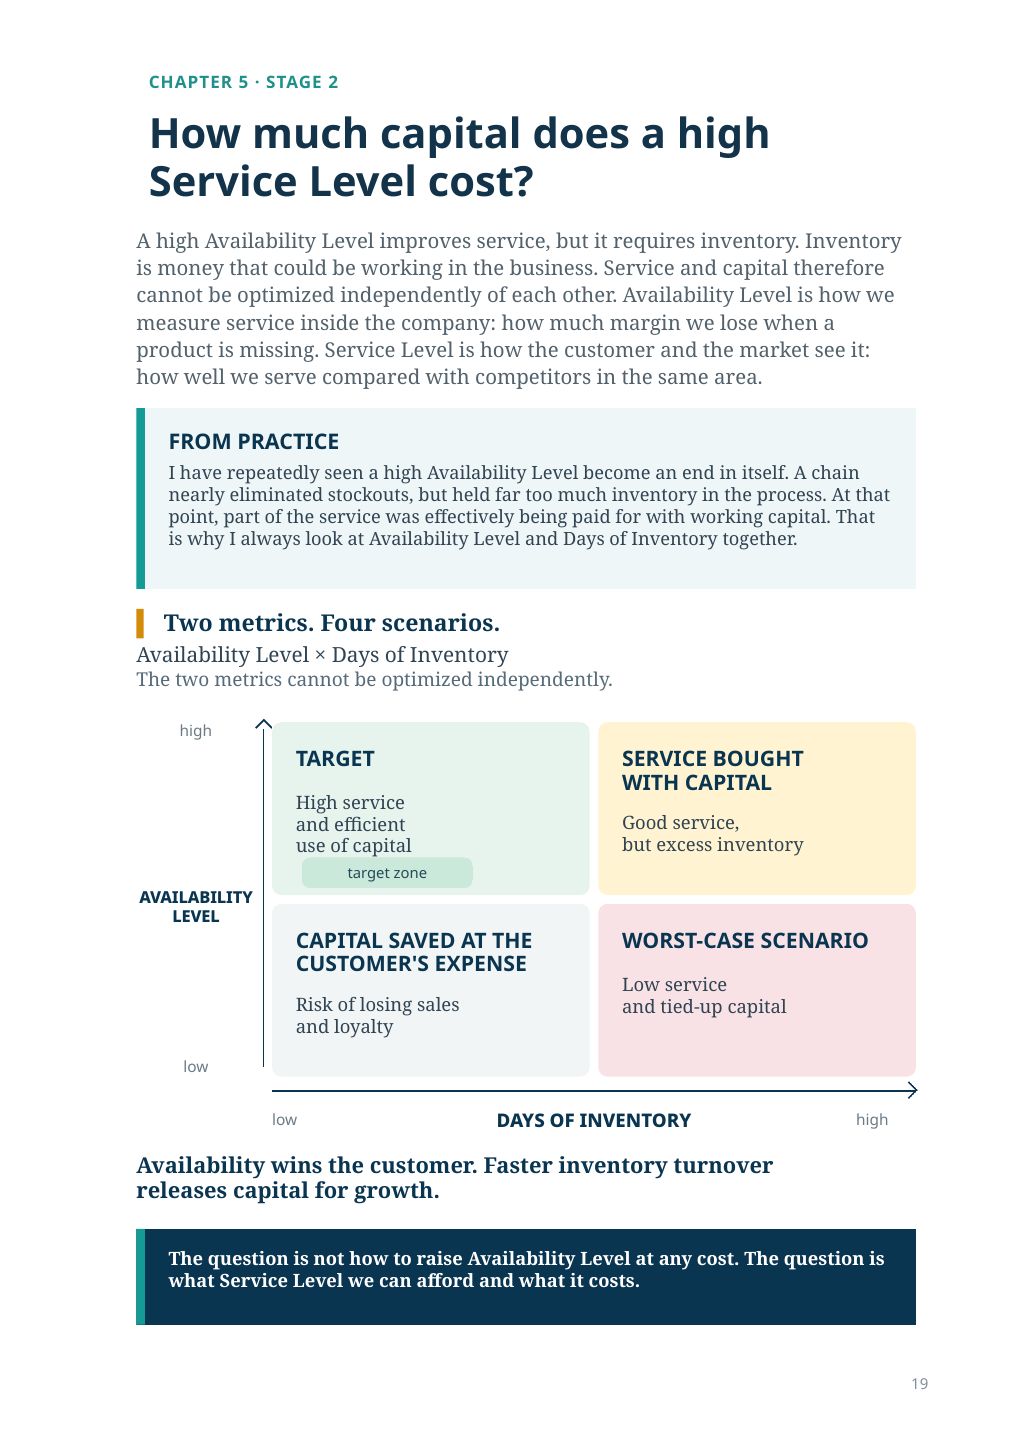 CHAPTER 5 · STAGE 2
How much capital does a high
Service Level cost?
A high Availability Level improves service, but it requires inventory. Inventory
is money that could be working in the business. Service and capital therefore
cannot be optimized independently of each other. Availability Level is how we
measure service inside the company: how much margin we lose when a
product is missing. Service Level is how the customer and the market see it:
how well we serve compared with competitors in the same area.
FROM PRACTICE
I have repeatedly seen a high Availability Level become an end in itself. A chain
nearly eliminated stockouts, but held far too much inventory in the process. At that
point, part of the service was effectively being paid for with working capital. That
is why I always look at Availability Level and Days of Inventory together.
Two metrics. Four scenarios.
Availability Level × Days of Inventory
The two metrics cannot be optimized independently.
high
TARGET
High service
and efficient
use of capital
target zone
SERVICE BOUGHT
WITH CAPITAL
Good service,
but excess inventory
AVAILABILITY
LEVEL
CAPITAL SAVED AT THE
CUSTOMER'S EXPENSE
Risk of losing sales
and loyalty
WORST-CASE SCENARIO
Low service
and tied-up capital
low
low
DAYS OF INVENTORY
high
Availability wins the customer. Faster inventory turnover
releases capital for growth.
The question is not how to raise Availability Level at any cost. The question is
what Service Level we can afford and what it costs.
19